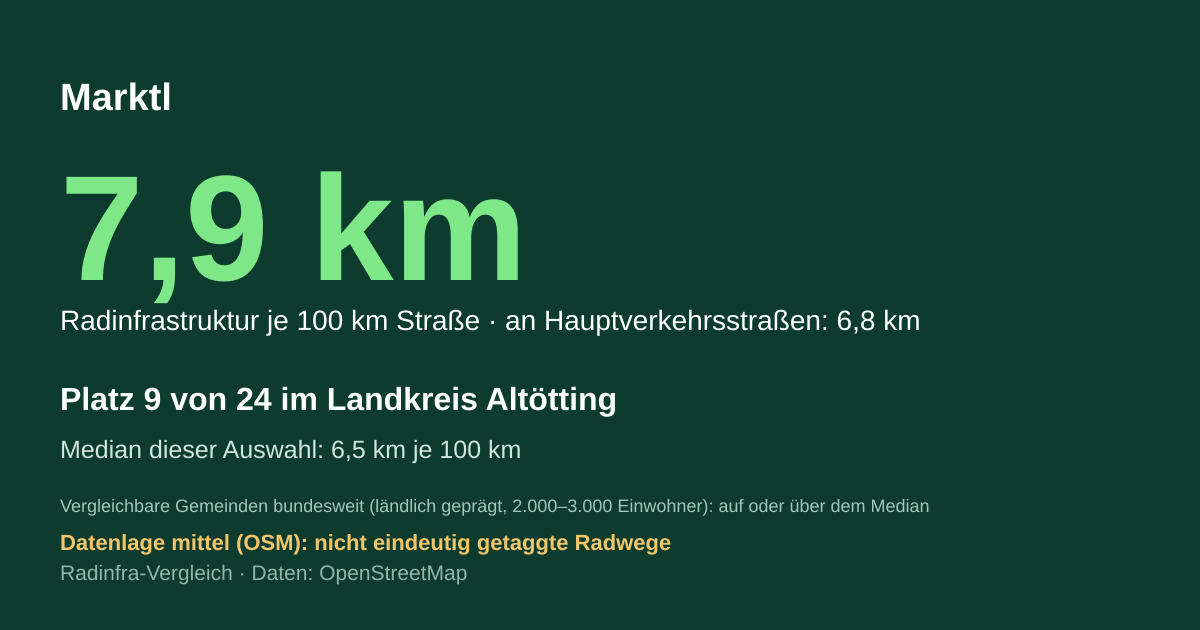 Marktl
7,9 km
Radinfrastruktur je 100 km Straße · an Hauptverkehrsstraßen: 6,8 km
Platz 9 von 24 im Landkreis Altötting
Median dieser Auswahl: 6,5 km je 100 km
Vergleichbare Gemeinden bundesweit (ländlich geprägt, 2.000–3.000 Einwohner): auf oder über dem Median
Datenlage mittel (OSM): nicht eindeutig getaggte Radwege
Radinfra-Vergleich · Daten: OpenStreetMap